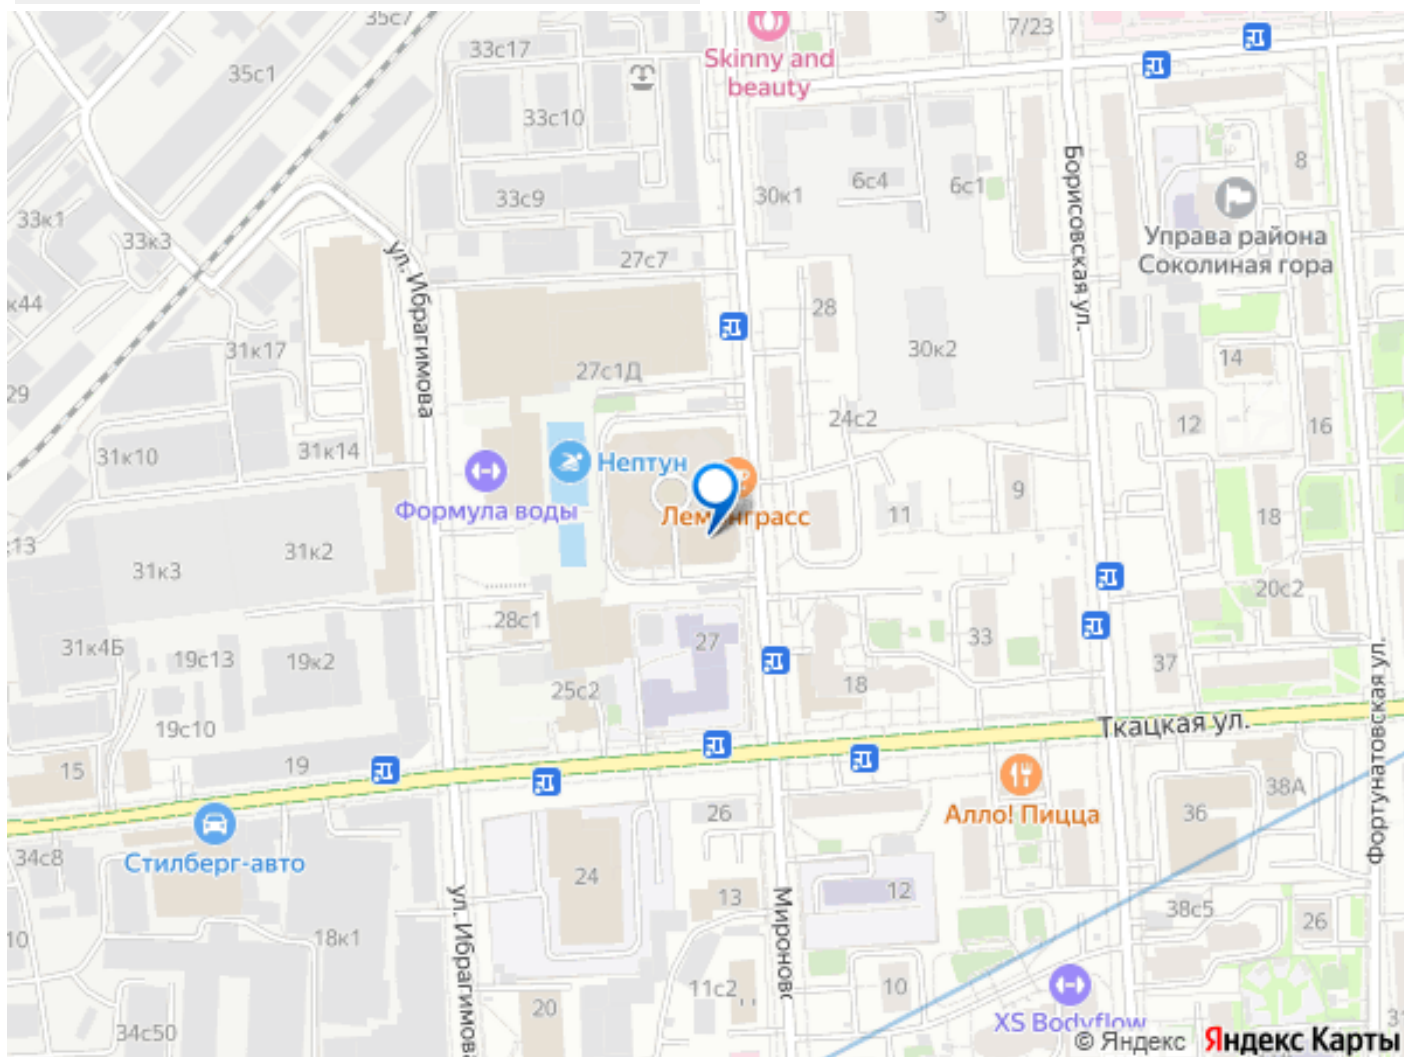 35с7
33с17
5
7/23
Skinny and
beauty
35с1
33с10
8
6с4
6с1
30к1
33с9
33к1
33к3
Борисовская ул.
Управа района
Соколиная гора
27с7
ул. Ибрагимова
к44
28
31к17
27с1Д
30к2
14
29
24с2
12
16
31к10
31к14
Нептун
9
Формула воды
Лемонграсс
11
18
13
31к2
31к3
20с2
28с1
27
33
31к4Б
19с13
19к2
37
18
25с2
Фортунатовская ул.
19с10
Ткацкая ул.
15
19
38А
Алло! Пицца
26
36
34с8
Стилберг-авто
24
13
12
ул. Ибрагимова
Мироновс
38с5
26
10
18к1
11с2
10
20
34с50
XS Bodyflow
31
© Яндекс Яндекс Карты